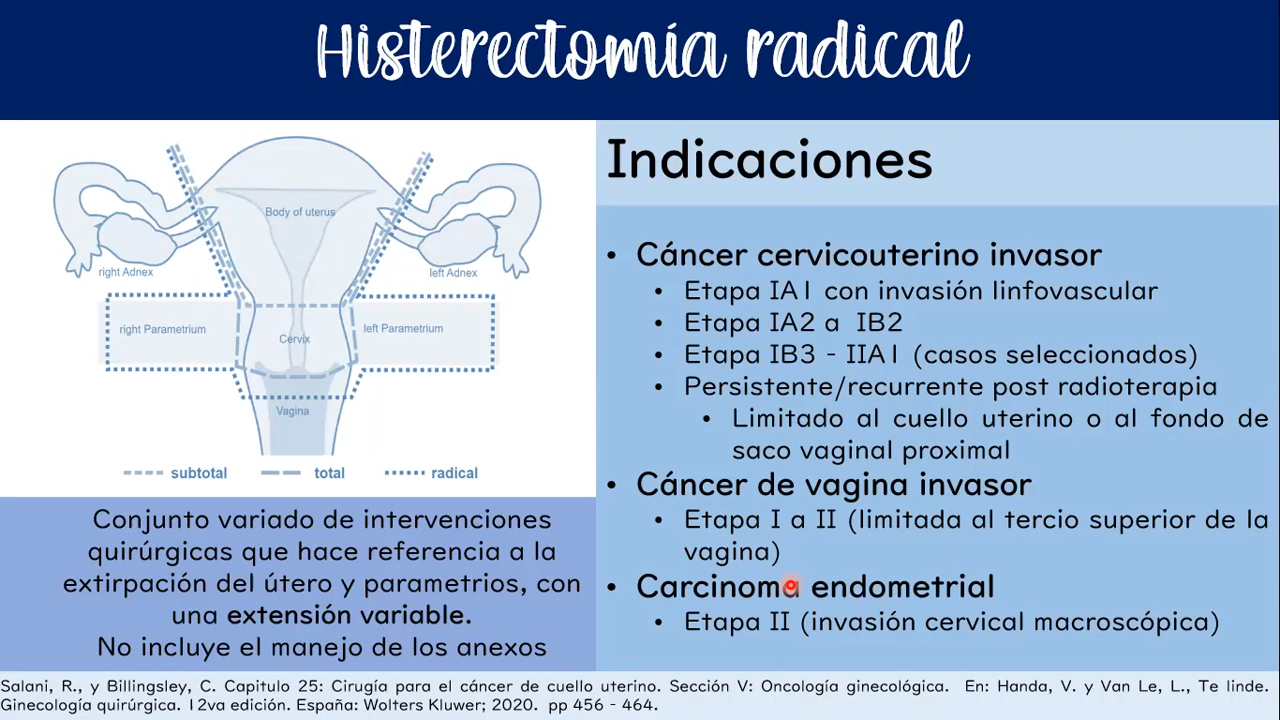 Histerectomía radical
Body of uterus
right Adnex
left Adnex
right Parametrium
left Parametrium
Cervix
Vagina
subtotal total radical
Conjunto variado de intervenciones
quirúrgicas que hace referencia a la
extirpación del útero y parametrios, con
una extensión variable.
No incluye el manejo de los anexos
Indicaciones
• Cáncer cervicouterino invasor
• Etapa IA1 con invasión linfovascular
• Etapa IA2 a IB2
• Etapa IB3 - IIA1 (casos seleccionados)
• Persistente/recurrente post radioterapia
• Limitado al cuello uterino o al fondo de
saco vaginal proximal
• Cáncer de vagina invasor
• Etapa I a II (limitada al tercio superior de la
vagina)
• Carcinoma endometrial
• Etapa II (invasión cervical macroscópica)
Salani, R., y Billingsley, C. Capitulo 25: Cirugía para el cáncer de cuello uterino. Sección V: Oncología ginecológica. En: Handa, V. y Van Le, L., Te linde.
Ginecología quirúrgica. 12va edición. España: Wolters Kluwer; 2020. pp 456 - 464.